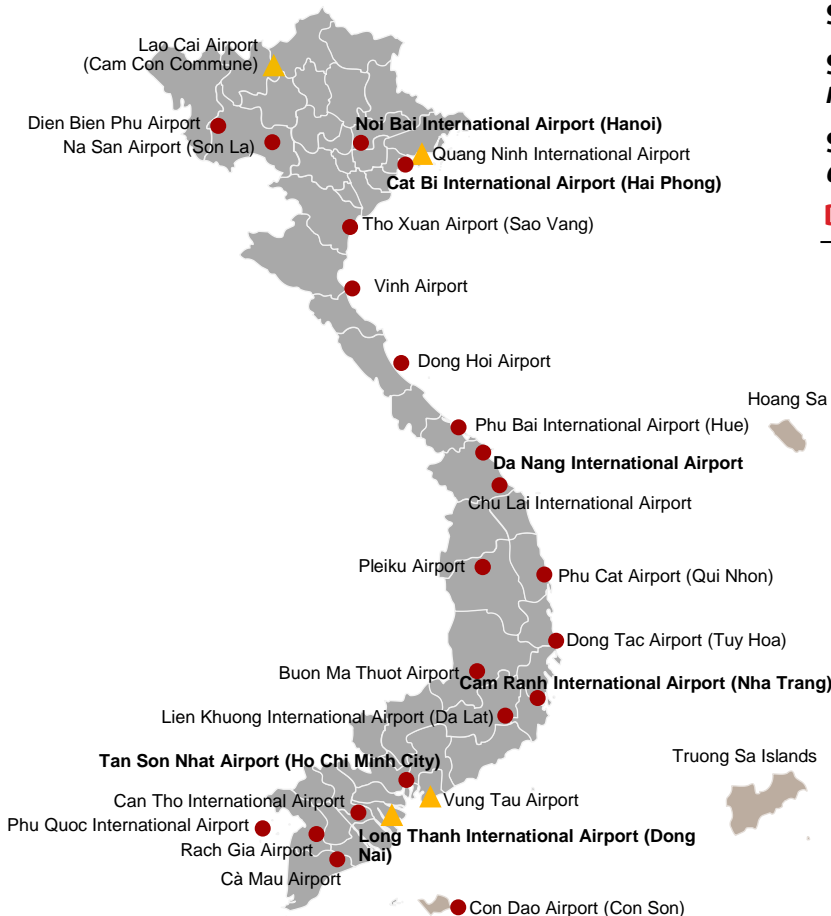 Lao Cai Airport
(Cam Con Commune)
Dien Bien Phu Airport
Noi Bai International Airport (Hanoi)
Na San Airport (Son La)
Quang Ninh International Airport
Cat Bi International Airport (Hai Phong)
Tho Xuan Airport (Sao Vang)
Vinh Airport
Dong Hoi Airport
Hoang Sa
Phu Bai International Airport (Hue)
Da Nang International Airport
Chu Lai International Airport
Pleiku Airport
Phu Cat Airport (Qui Nhon)
Dong Tac Airport (Tuy Hoa)
Buon Ma Thuot Airport
Cam Ranh International Airport (Nha Trang)
Lien Khuong International Airport (Da Lat)
Tan Son Nhat Airport (Ho Chi Minh City)
Truong Sa Islands
Can Tho International Airport
Vung Tau Airport
Phu Quoc International Airport
Long Thanh International Airport (Dong
Nai)
Rach Gia Airport
Cà Mau Airport
Con Dao Airport (Con Son)